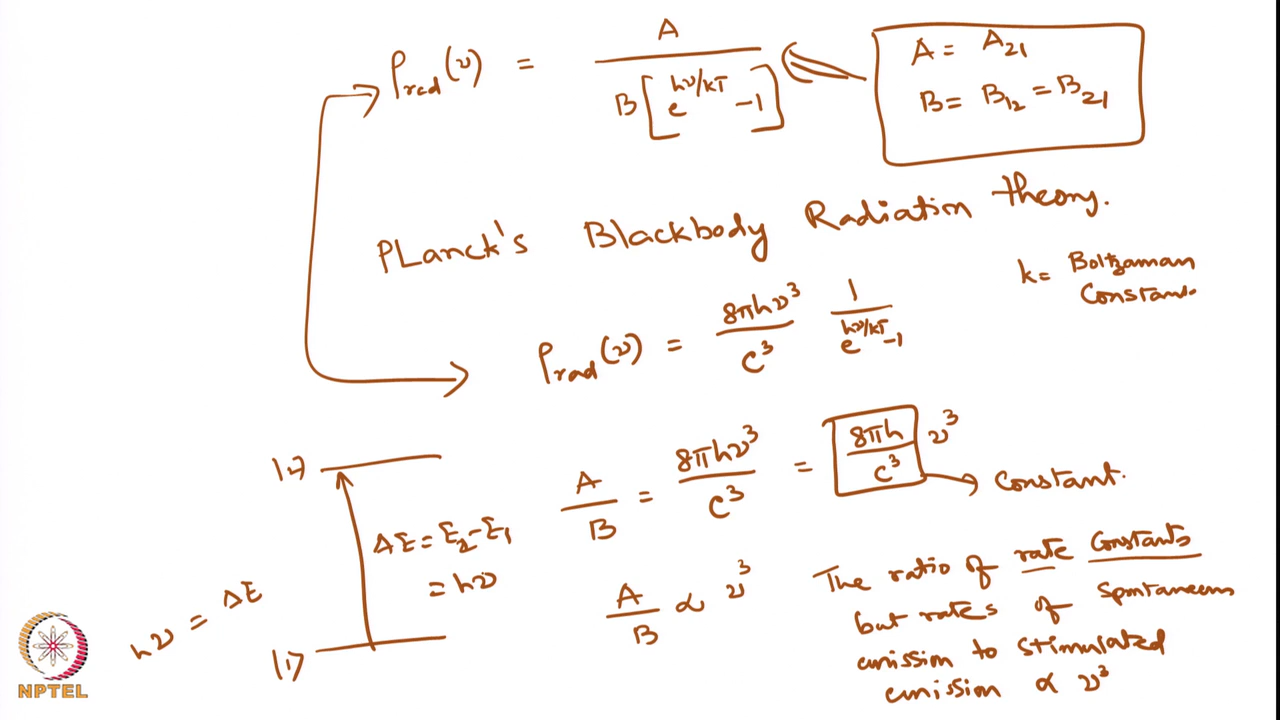 ρrad(ν) = A / B[e^hν/kT −1]
A = A21
B = B12 = B21
PLanck's Blackbody Radiation theory.
k = Boltzaman
Constant.
ρrad(ν) = 8πhν³ / c³ 1 / e^hν/kT −1
|2⟩
ΔE = E2−E1
= hν
hν = ΔE
|1⟩
A / B = 8πhν³ / c³ = 8πh / c³ ν³
→ Constant.
A / B ∝ ν³
The ratio of rate Constants
but rates of spontaneous
emission to stimulated
emission ∝ ν³
NPTEL